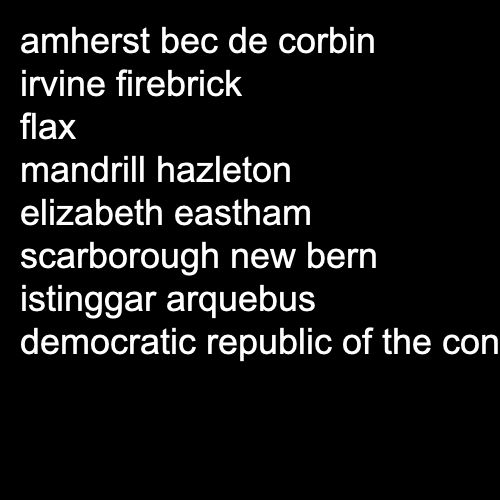 amherst bec de corbin
irvine firebrick
flax
mandrill hazleton
elizabeth eastham
scarborough new bern
istinggar arquebus
democratic republic of the con